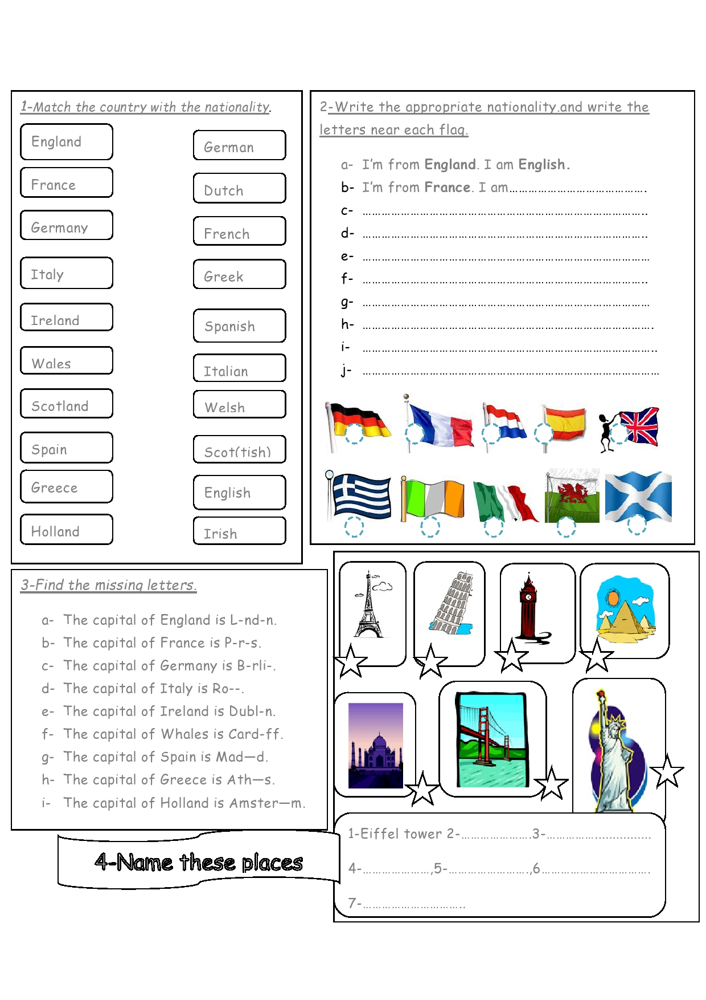 1-Match the country with the nationality.
England
France
Germany
Italy
Ireland
Wales
Scotland
Spain
Greece
Holland
German
Dutch
French
Greek
Spanish
Italian
Welsh
Scot(tish)
English
Irish
2-Write the appropriate nationality.and write the
letters near each flag.
a- I’m from England. I am English.
b- I’m from France. I am…………………………………….
c- ……………………………………………………………………………..
d- ……………………………………………………………………………..
e- ………………………………………………………………………………
f- ……………………………………………………………………………..
g- ………………………………………………………………………………
h- ……………………………………………………………………………….
i- ………………………………………………………………………………..
j- …………………………………………………………………………………
3-Find the missing letters.
a- The capital of England is L-nd-n.
b- The capital of France is P-r-s.
c- The capital of Germany is B-rli-.
d- The capital of Italy is Ro--.
e- The capital of Ireland is Dubl-n.
f- The capital of Whales is Card-ff.
g- The capital of Spain is Mad—d.
h- The capital of Greece is Ath—s.
i- The capital of Holland is Amster—m.
4-Name these places
1-Eiffel tower 2-………………….3-……………................
4-…………………,5-…………………….,6…………………………….
7-…………………………..